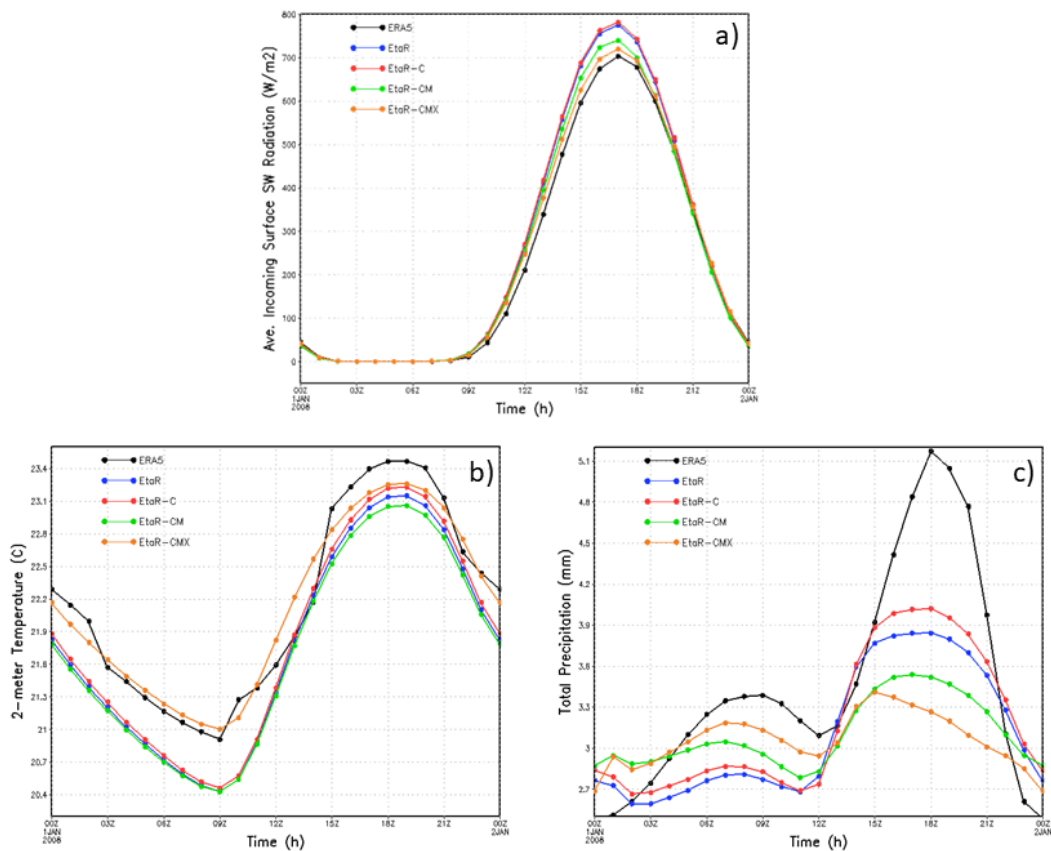 a)
ERA5
EtaR
EtaR-C
EtaR-CM
EtaR-CMX
Ave. Incoming Surface SW Radiation (W/m2)
800
700
600
500
400
300
200
100
0
00Z 03Z 06Z 09Z 12Z 15Z 18Z 21Z 00Z
1JAN 2JAN
2008
Time (h)
b)
ERA5
EtaR
EtaR-C
EtaR-CM
EtaR-CMX
2-meter Temperature (C)
23.4
23.1
22.8
22.5
22.2
21.9
21.6
21.3
21
20.7
20.4
00Z 03Z 06Z 09Z 12Z 15Z 18Z 21Z 00Z
1JAN 2JAN
2008
Time (h)
c)
ERA5
EtaR
EtaR-C
EtaR-CM
EtaR-CMX
Total Precipitation (mm)
5.1
4.8
4.5
4.2
3.9
3.6
3.3
3
2.7
00Z 03Z 06Z 09Z 12Z 15Z 18Z 21Z 00Z
1JAN 2JAN
2008
Time (h)